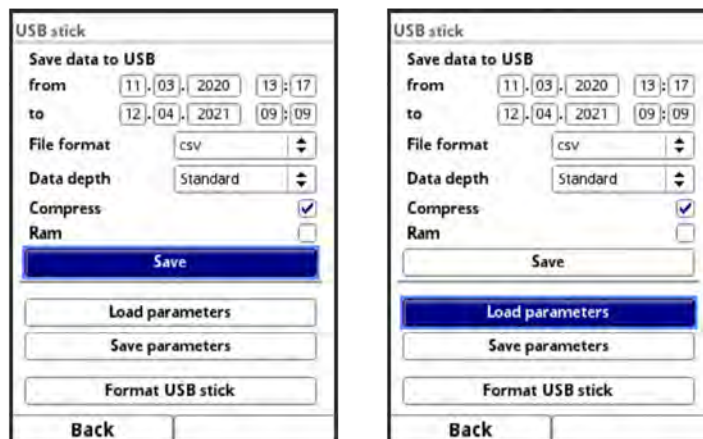 USB stick
Save data to USB
from 11.03.2020 13:17
to 12.04.2021 09:09
File format csv
Data depth Standard
Compress
Ram
Save
Load parameters
Save parameters
Format USB stick
Back
USB stick
Save data to USB
from 11.03.2020 13:17
to 12.04.2021 09:09
File format csv
Data depth Standard
Compress
Ram
Save
Load parameters
Save parameters
Format USB stick
Back